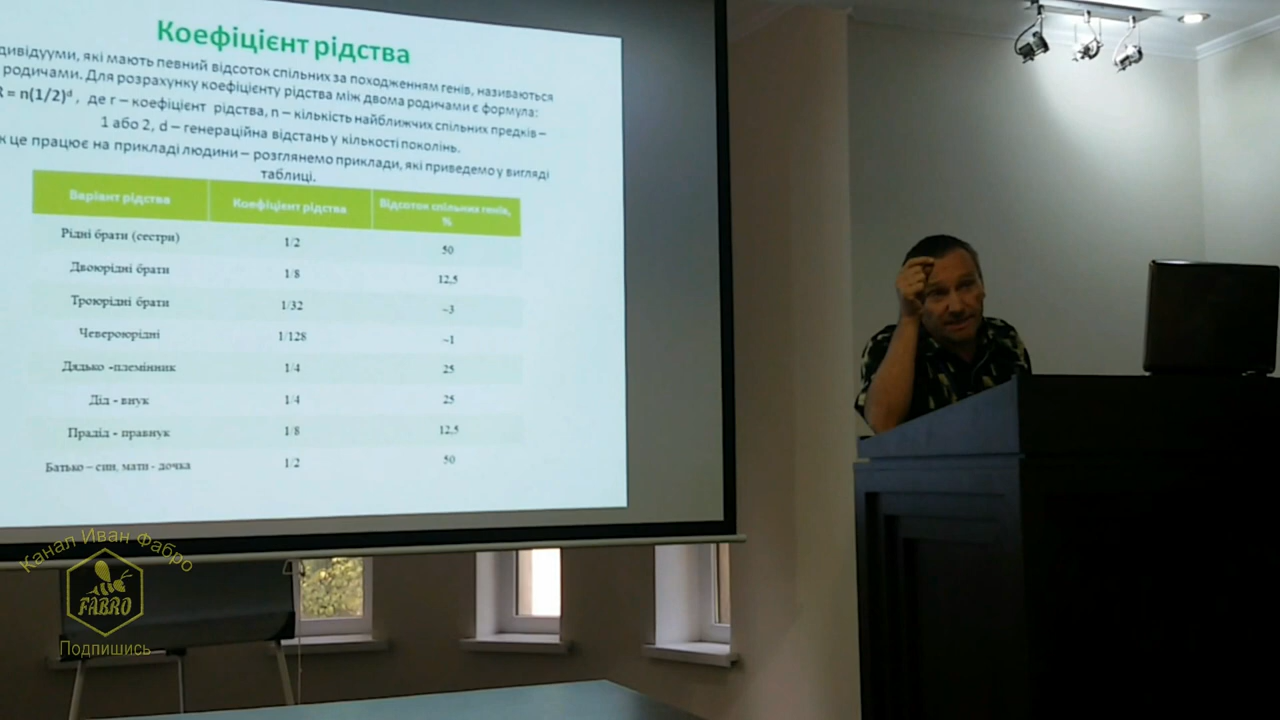 Коефіцієнт рідства
дивідууми, які мають певний відсоток спільних за походженням генів, називаються
родичами. Для розрахунку коефіцієнту рідства між двома родичами є формула:
R = n(1/2)ᵈ , де r – коефіцієнт рідства, n – кількість найближчих спільних предків –
1 або 2, d – генераційна відстань у кількості поколінь.
к це працює на прикладі людини – розглянемо приклади, які приведемо у вигляді
таблиці.
Варіант рідства Коефіцієнт рідства Відсоток спільних генів,
%
Рідні брати (сестри) 1/2 50
Двоюрідні брати 1/8 12,5
Троюрідні брати 1/32 ~3
Чевероюрідні 1/128 ~1
Дядько -племінник 1/4 25
Дід - внук 1/4 25
Прадід - правнук 1/8 12,5
Батько – син, мати - дочка 1/2 50
Канал Иван Фабро
FABRO
Подпишись